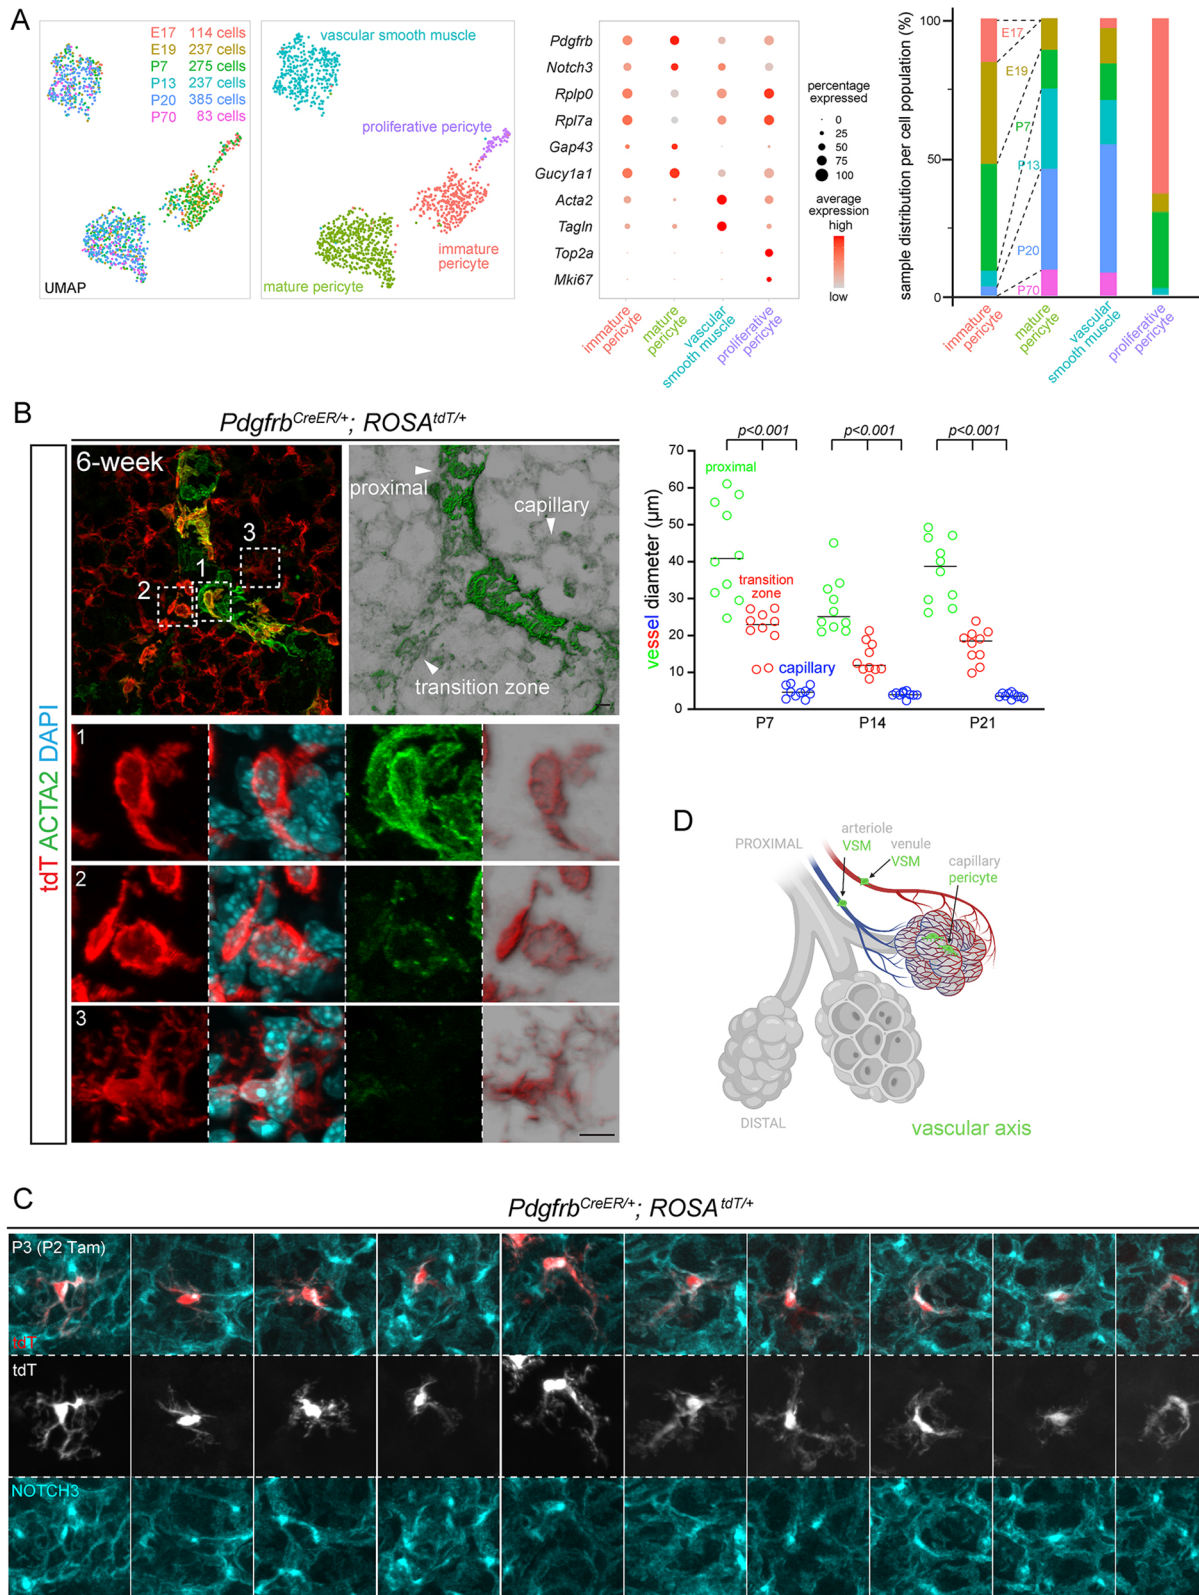 A
E17 114 cells
E19 237 cells
P7 275 cells
P13 237 cells
P20 385 cells
P70 83 cells
UMAP
vascular smooth muscle
proliferative pericyte
immature
pericyte
mature pericyte
Pdgfrb
Notch3
Rplp0
Rpl7a
Gap43
Gucy1a1
Acta2
Tagln
Top2a
Mki67
immature
pericyte
mature
pericyte
vascular
smooth muscle
proliferative
pericyte
percentage
expressed
0
25
50
75
100
average
expression
high
low
sample distribution per cell population (%)
100
50
0
E17
E19
P7
P13
P20
P70
immature
pericyte
mature
pericyte
vascular
smooth muscle
proliferative
pericyte
B
Pdgfrb^CreER/+; ROSA^tdT/+
tdT ACTA2 DAPI
6-week
1
2
3
proximal
capillary
transition zone
1
2
3
vessel diameter (µm)
70
60
50
40
30
20
10
0
p<0.001
p<0.001
p<0.001
proximal
transition
zone
capillary
P7
P14
P21
D
PROXIMAL
arteriole
VSM
venule
VSM
capillary
pericyte
DISTAL
vascular axis
C
Pdgfrb^CreER/+; ROSA^tdT/+
P3 (P2 Tam)
tdT
tdT
NOTCH3